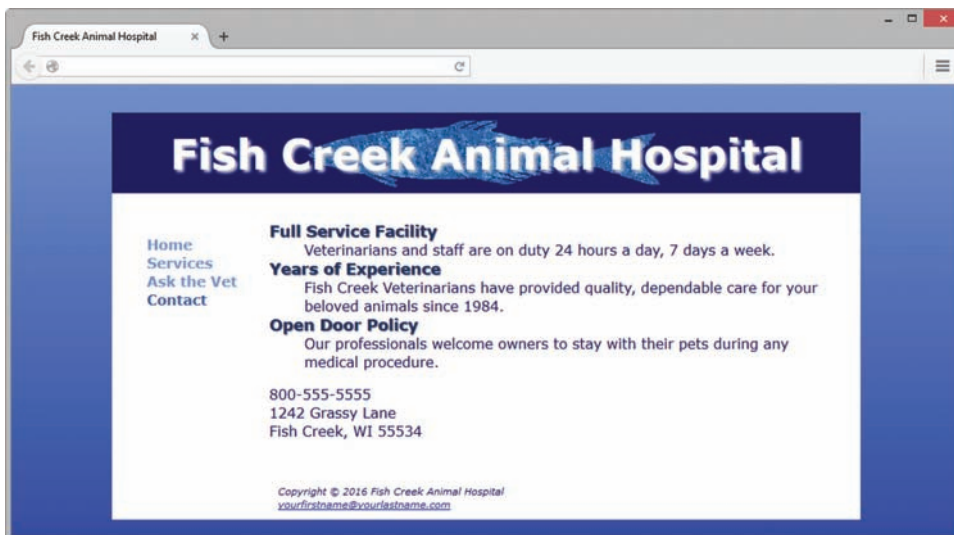 Fish Creek Animal Hospital
Fish Creek Animal Hospital
Home
Services
Ask the Vet
Contact
Full Service Facility
Veterinarians and staff are on duty 24 hours a day, 7 days a week.
Years of Experience
Fish Creek Veterinarians have provided quality, dependable care for your
beloved animals since 1984.
Open Door Policy
Our professionals welcome owners to stay with their pets during any
medical procedure.
800-555-5555
1242 Grassy Lane
Fish Creek, WI 55534
Copyright © 2016 Fish Creek Animal Hospital
yourfirstname@yourlastname.com